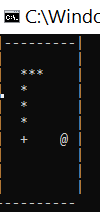 C:\Windo
----------
| |
| *** |
| * |
| * |
| * |
| * |
| + @ |
| |
| |
| |
----------